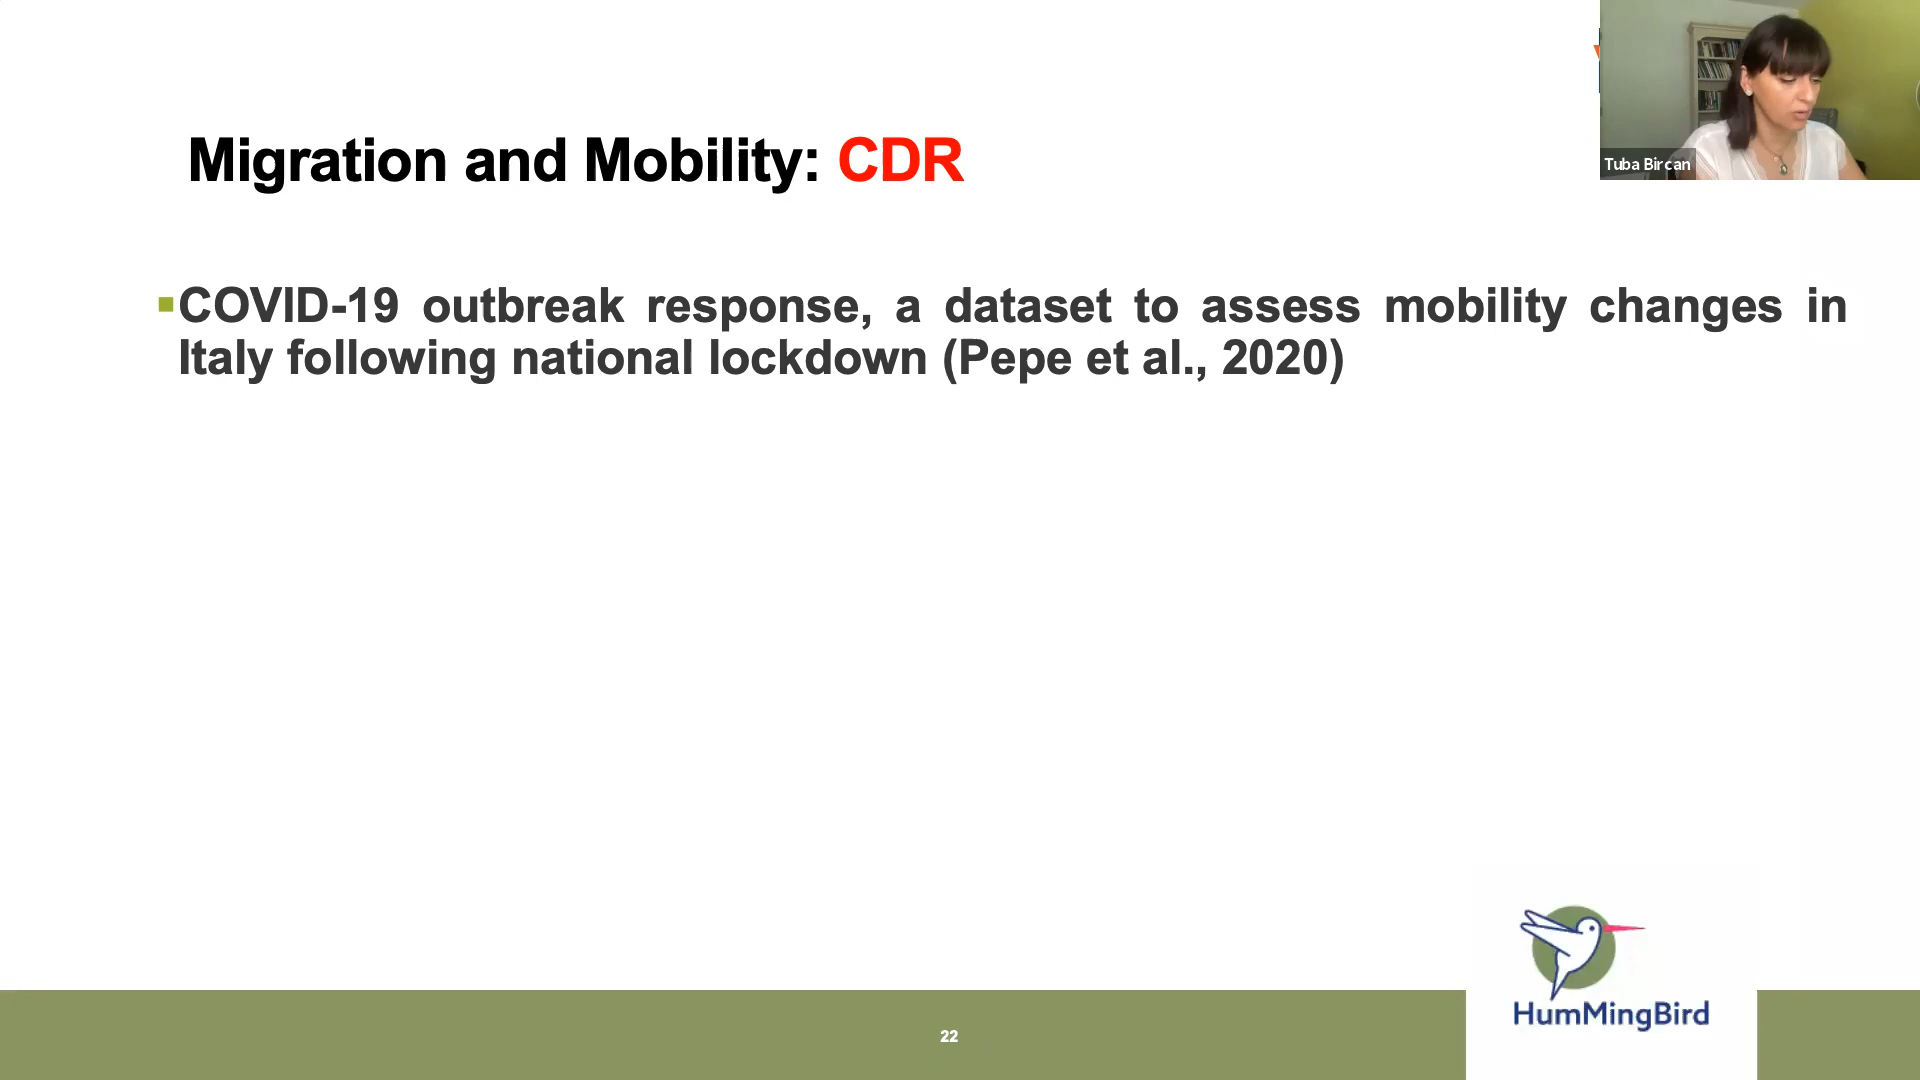 Migration and Mobility: CDR
Tuba Bircan
COVID-19 outbreak response, a dataset to assess mobility changes in
Italy following national lockdown (Pepe et al., 2020)
HumMingBird
22